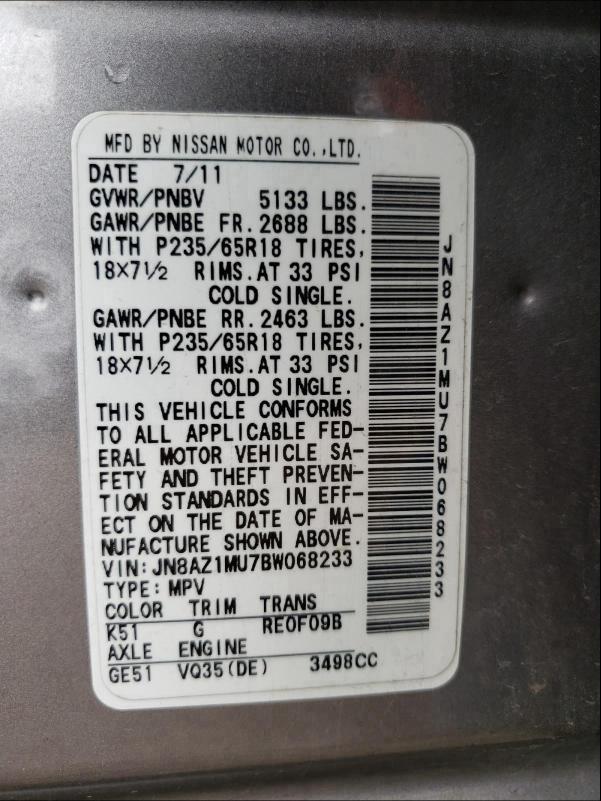 MFD BY NISSAN MOTOR CO.,LTD.
DATE 7/11
GVWR/PNBV 5133 LBS.
GAWR/PNBE FR.2688 LBS.
WITH P235/65R18 TIRES,
18×7½ RIMS.AT 33 PSI
COLD SINGLE.
GAWR/PNBE RR.2463 LBS.
WITH P235/65R18 TIRES,
18×7½ RIMS.AT 33 PSI
COLD SINGLE.
THIS VEHICLE CONFORMS
TO ALL APPLICABLE FED-
ERAL MOTOR VEHICLE SA-
FETY AND THEFT PREVEN-
TION STANDARDS IN EFF-
ECT ON THE DATE OF MA-
NUFACTURE SHOWN ABOVE.
VIN:JN8AZ1MU7BW068233
TYPE:MPV
COLOR TRIM TRANS
K51 G RE0F09B
AXLE ENGINE
GE51 VQ35(DE) 3498CC
JN8AZ1MU7BW068233